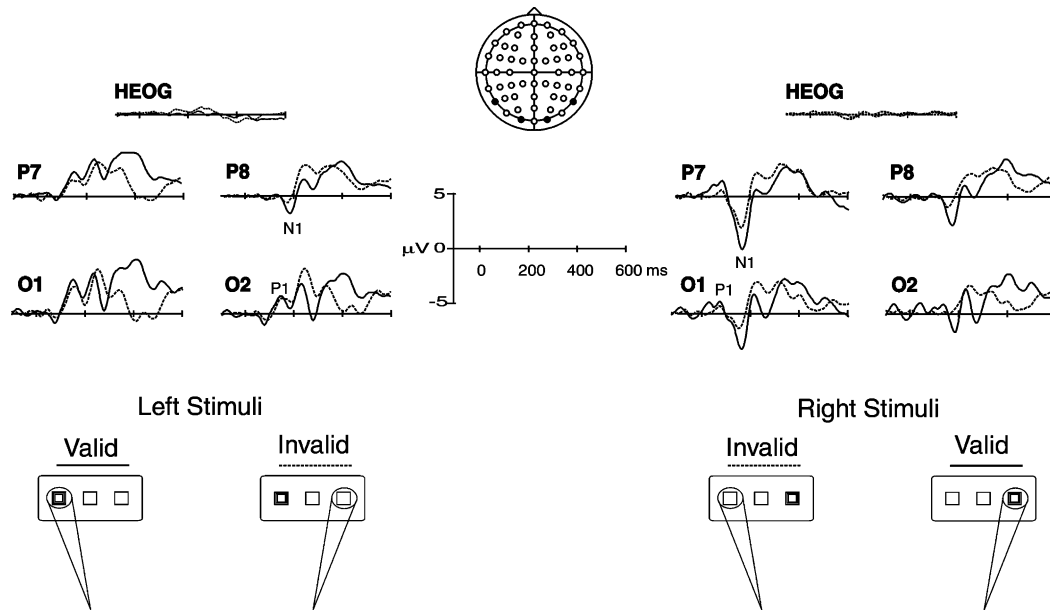 HEOG
HEOG
P7
P8
N1
P7
P8
N1
5
μV 0
-5
0 200 400 600 ms
O1
O2
P1
O1
P1
O2
Left Stimuli
Right Stimuli
Valid
Invalid
Invalid
Valid